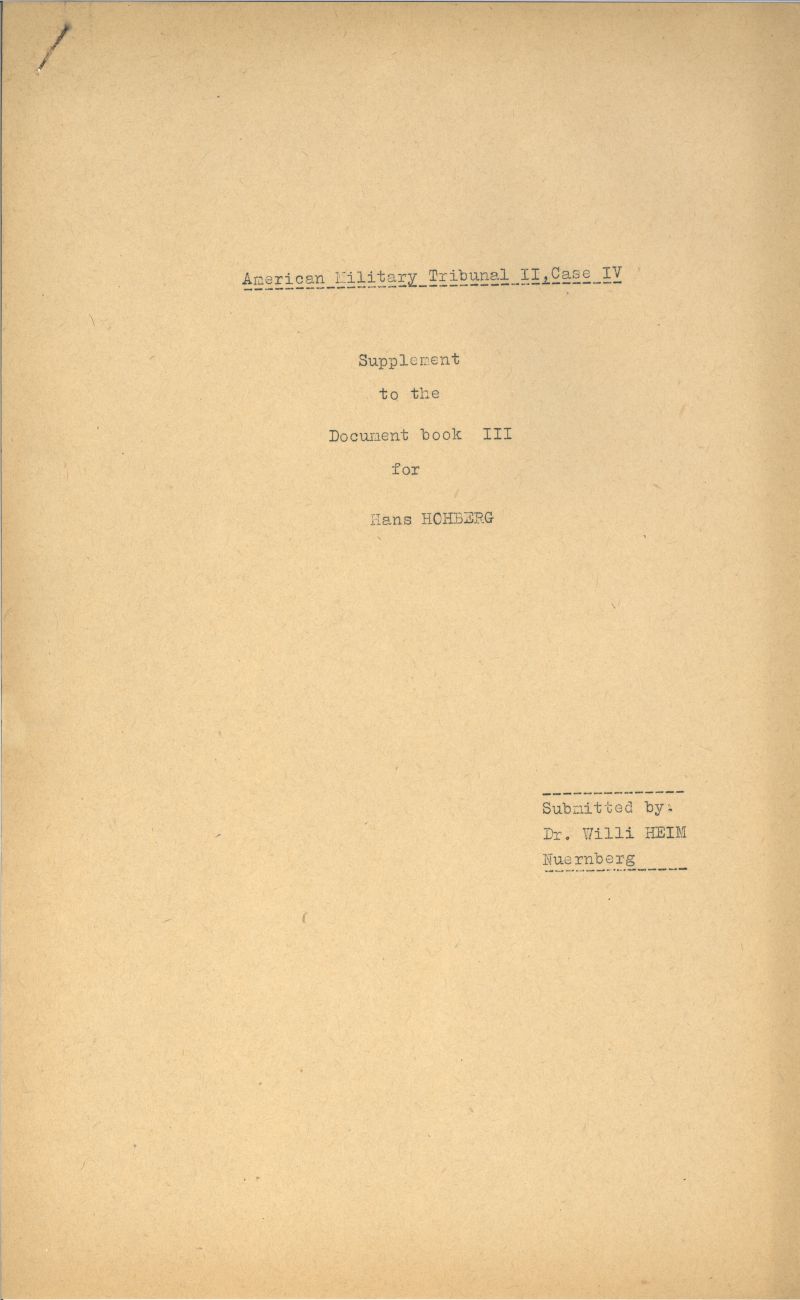 American Military Tribunal II,Case IV
Supplement
to the
Document book III
for
Hans HOHBERG
Submitted by:
Dr. Willi HEIM
Nuernberg